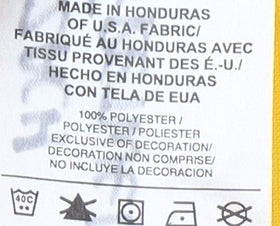 MADE IN HONDURAS
OF U.S.A. FABRIC/
FABRIQUÉ AU HONDURAS AVEC
TISSU PROVENANT DES É.-U./
HECHO EN HONDURAS
CON TELA DE EUA
100% POLYESTER /
POLYESTER / POLIESTER
EXCLUSIVE OF DECORATION/
DECORATION NON COMPRISE/
NO INCLUYE LA DECORACION
40C